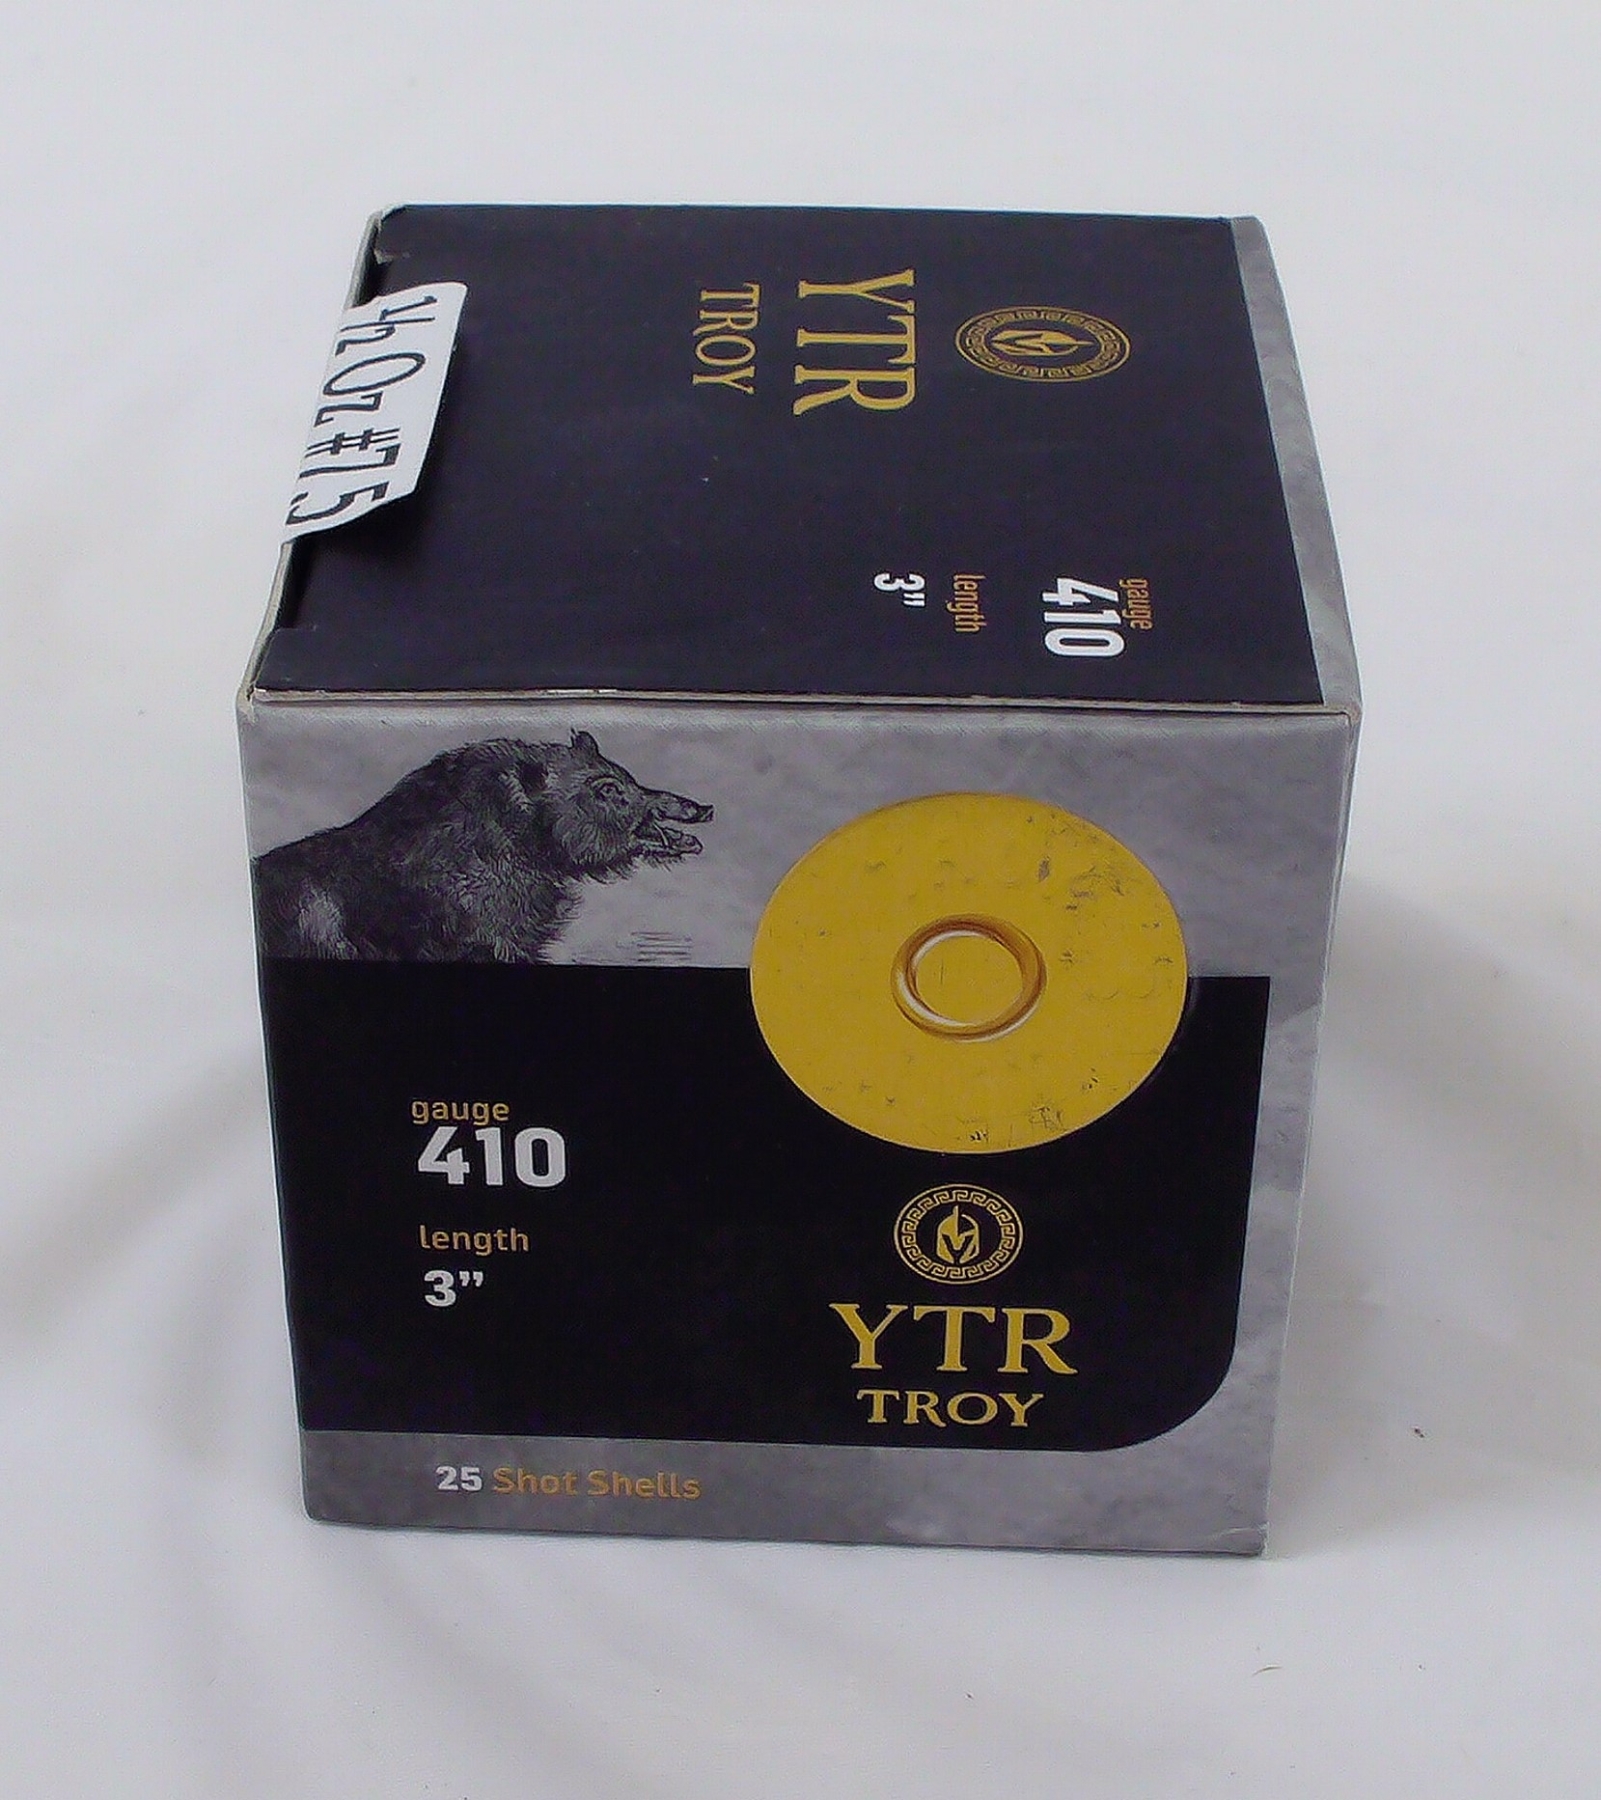 1/2 Oz #7.5
YTR
TROY
gauge
410
length
3”
gauge
410
length
3”
YTR
TROY
25 Shot Shells